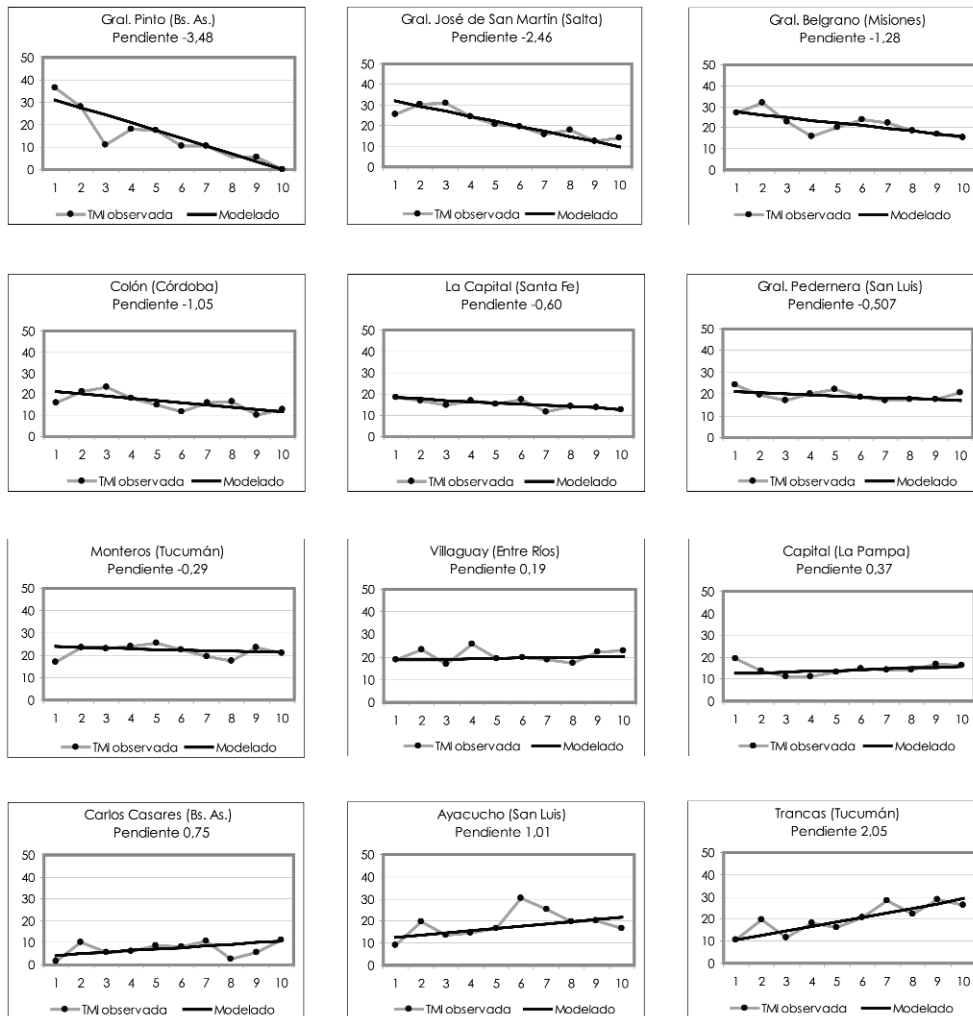 Gral. Pinto (Bs. As.)
Pendiente -3,48
50
40
30
20
10
0
1 2 3 4 5 6 7 8 9 10
TMI observada Modelado
Gral. José de San Martín (Salta)
Pendiente -2,46
50
40
30
20
10
0
1 2 3 4 5 6 7 8 9 10
TMI observada Modelado
Gral. Belgrano (Misiones)
Pendiente -1,28
50
40
30
20
10
0
1 2 3 4 5 6 7 8 9 10
TMI observada Modelado
Colón (Córdoba)
Pendiente -1,05
50
40
30
20
10
0
1 2 3 4 5 6 7 8 9 10
TMI observada Modelado
La Capital (Santa Fe)
Pendiente -0,60
50
40
30
20
10
0
1 2 3 4 5 6 7 8 9 10
TMI observada Modelado
Gral. Pedernera (San Luis)
Pendiente -0,507
50
40
30
20
10
0
1 2 3 4 5 6 7 8 9 10
TMI observada Modelado
Monteros (Tucumán)
Pendiente -0,29
50
40
30
20
10
0
1 2 3 4 5 6 7 8 9 10
TMI observada Modelado
Villaguay (Entre Ríos)
Pendiente 0,19
50
40
30
20
10
0
1 2 3 4 5 6 7 8 9 10
TMI observada Modelado
Capital (La Pampa)
Pendiente 0,37
50
40
30
20
10
0
1 2 3 4 5 6 7 8 9 10
TMI observada Modelado
Carlos Casares (Bs. As.)
Pendiente 0,75
50
40
30
20
10
0
1 2 3 4 5 6 7 8 9 10
TMI observada Modelado
Ayacucho (San Luis)
Pendiente 1,01
50
40
30
20
10
0
1 2 3 4 5 6 7 8 9 10
TMI observada Modelado
Trancas (Tucumán)
Pendiente 2,05
50
40
30
20
10
0
1 2 3 4 5 6 7 8 9 10
TMI observada Modelado